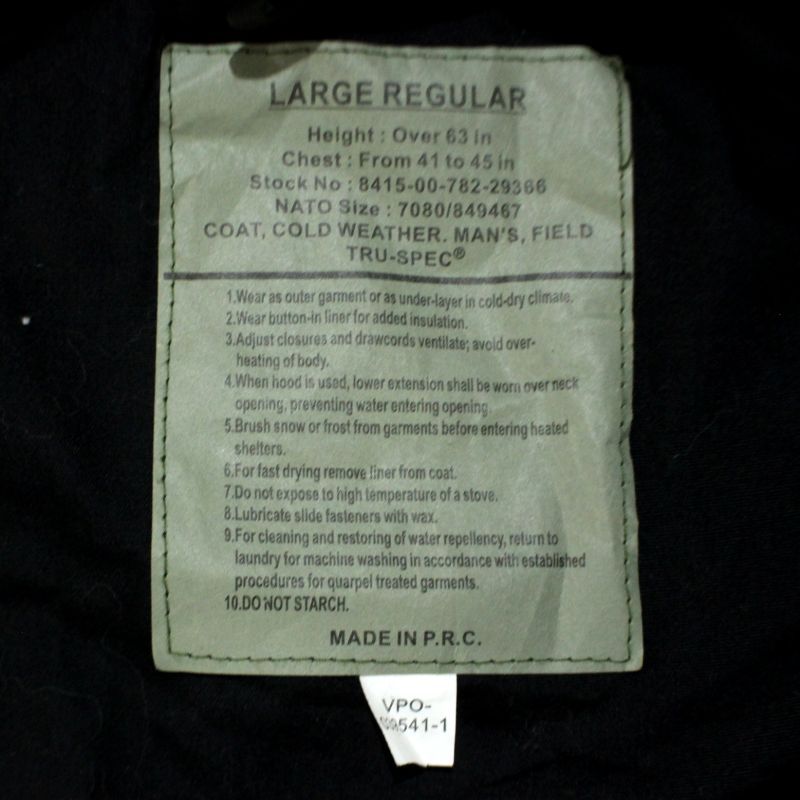 LARGE REGULAR
Height : Over 63 in
Chest : From 41 to 45 in
Stock No : 8415-00-782-29366
NATO Size : 7080/849467
COAT, COLD WEATHER. MAN'S, FIELD
TRU-SPEC®
1.Wear as outer garment or as under-layer in cold-dry climate.
2.Wear button-in liner for added insulation.
3.Adjust closures and drawcords ventilate; avoid over-
heating of body.
4.When hood is used, lower extension shall be worn over neck
opening, preventing water entering opening.
5.Brush snow or frost from garments before entering heated
shelters.
6.For fast drying remove liner from coat.
7.Do not expose to high temperature of a stove.
8.Lubricate slide fasteners with wax.
9.For cleaning and restoring of water repellency, return to
laundry for machine washing in accordance with established
procedures for quarpel treated garments.
10.DO NOT STARCH.
MADE IN P.R.C.
VPO-